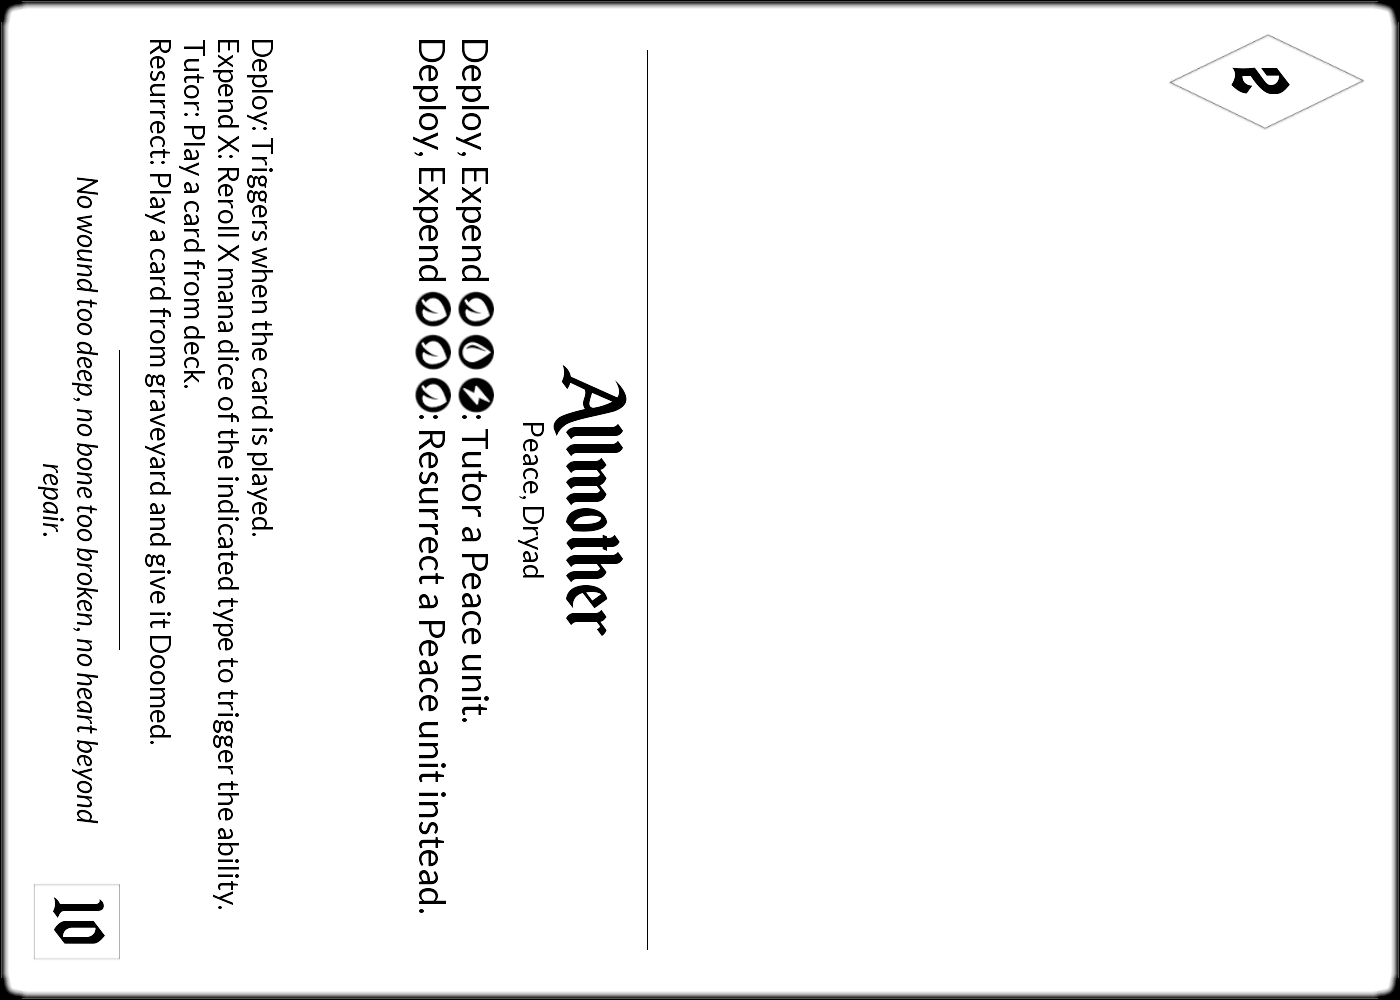 2
Allmother
Peace, Dryad
Deploy, Expend : Tutor a Peace unit.
Deploy, Expend : Resurrect a Peace unit instead.
Deploy: Triggers when the card is played.
Expend X: Reroll X mana dice of the indicated type to trigger the ability.
Tutor: Play a card from deck.
Resurrect: Play a card from graveyard and give it Doomed.
No wound too deep, no bone too broken, no heart beyond
repair.
10